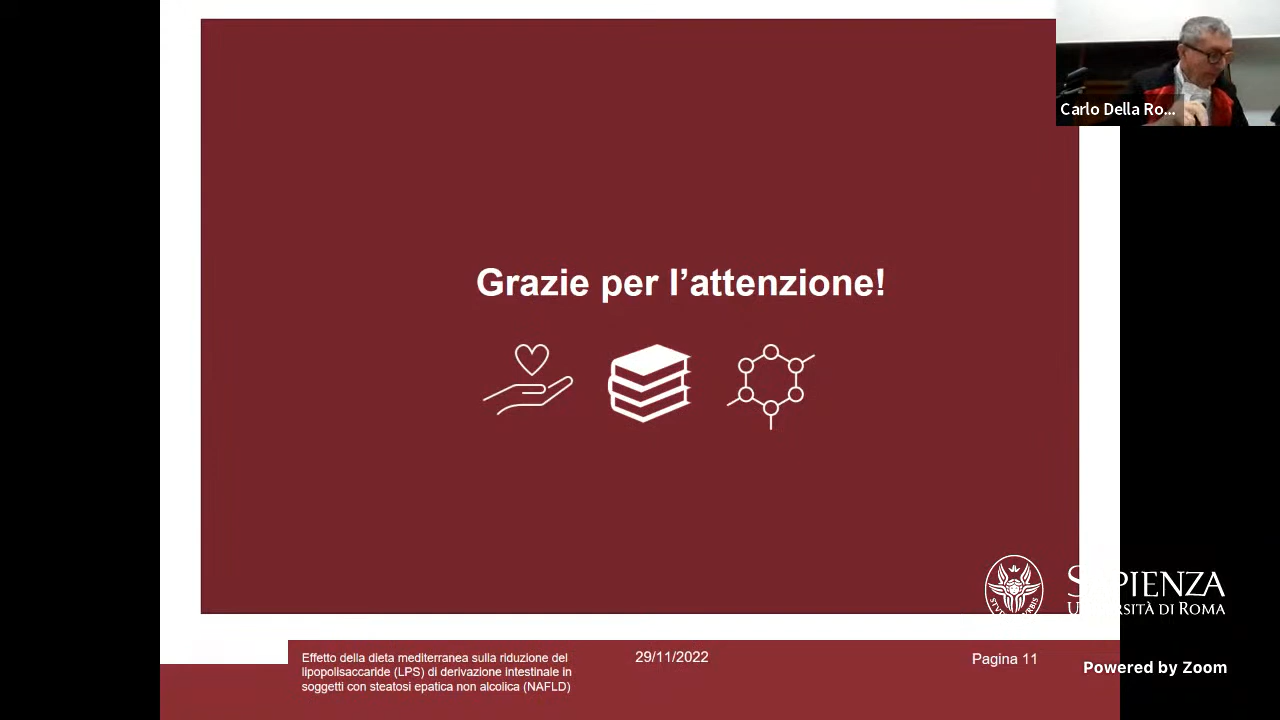 Carlo Della Ro...
Grazie per l'attenzione!
SAPIENZA
UNIVERSITÀ DI ROMA
Effetto della dieta mediterranea sulla riduzione del
lipopolisaccaride (LPS) di derivazione intestinale in
soggetti con steatosi epatica non alcolica (NAFLD)
29/11/2022
Pagina 11
Powered by Zoom